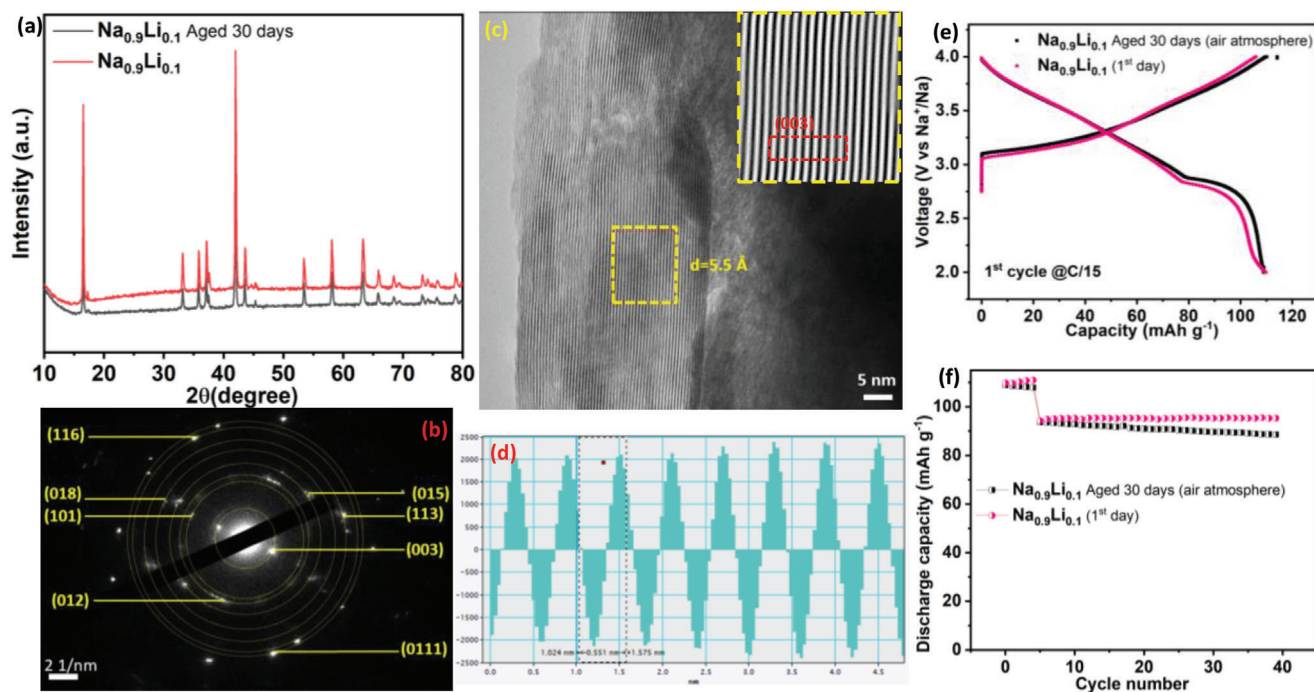 (a)
Na0.9Li0.1 Aged 30 days
Na0.9Li0.1
Intensity (a.u.)
10 20 30 40 50 60 70 80
2θ(degree)
(b)
(116)
(018)
(101)
(012)
(015)
(113)
(003)
(0111)
2 1/nm
(c)
(003)
d=5.5 Å
5 nm
(d)
2500
2000
1500
1000
500
0
-500
-1000
-1500
-2000
2500
1.024 nm 0.551 nm 1.575 nm
0.0 0.5 1.0 1.5 2.0 2.5 3.0 3.5 4.0 4.5
nm
(e)
Na0.9Li0.1 Aged 30 days (air atmosphere)
Na0.9Li0.1 (1st day)
Voltage (V vs Na+/Na)
4.0
3.5
3.0
2.5
2.0
1st cycle @C/15
0 20 40 60 80 100 120 140
Capacity (mAh g-1)
(f)
Discharge capacity (mAh g-1)
100
80
60
40
20
0
Na0.9Li0.1 Aged 30 days (air atmosphere)
Na0.9Li0.1 (1st day)
0 10 20 30 40
Cycle number